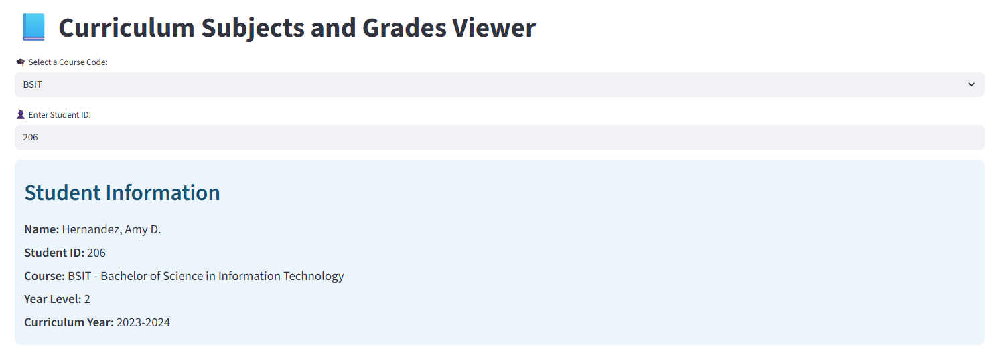 Curriculum Subjects and Grades Viewer
Select a Course Code:
BSIT
Enter Student ID:
206
Student Information
Name: Hernandez, Amy D.
Student ID: 206
Course: BSIT - Bachelor of Science in Information Technology
Year Level: 2
Curriculum Year: 2023-2024